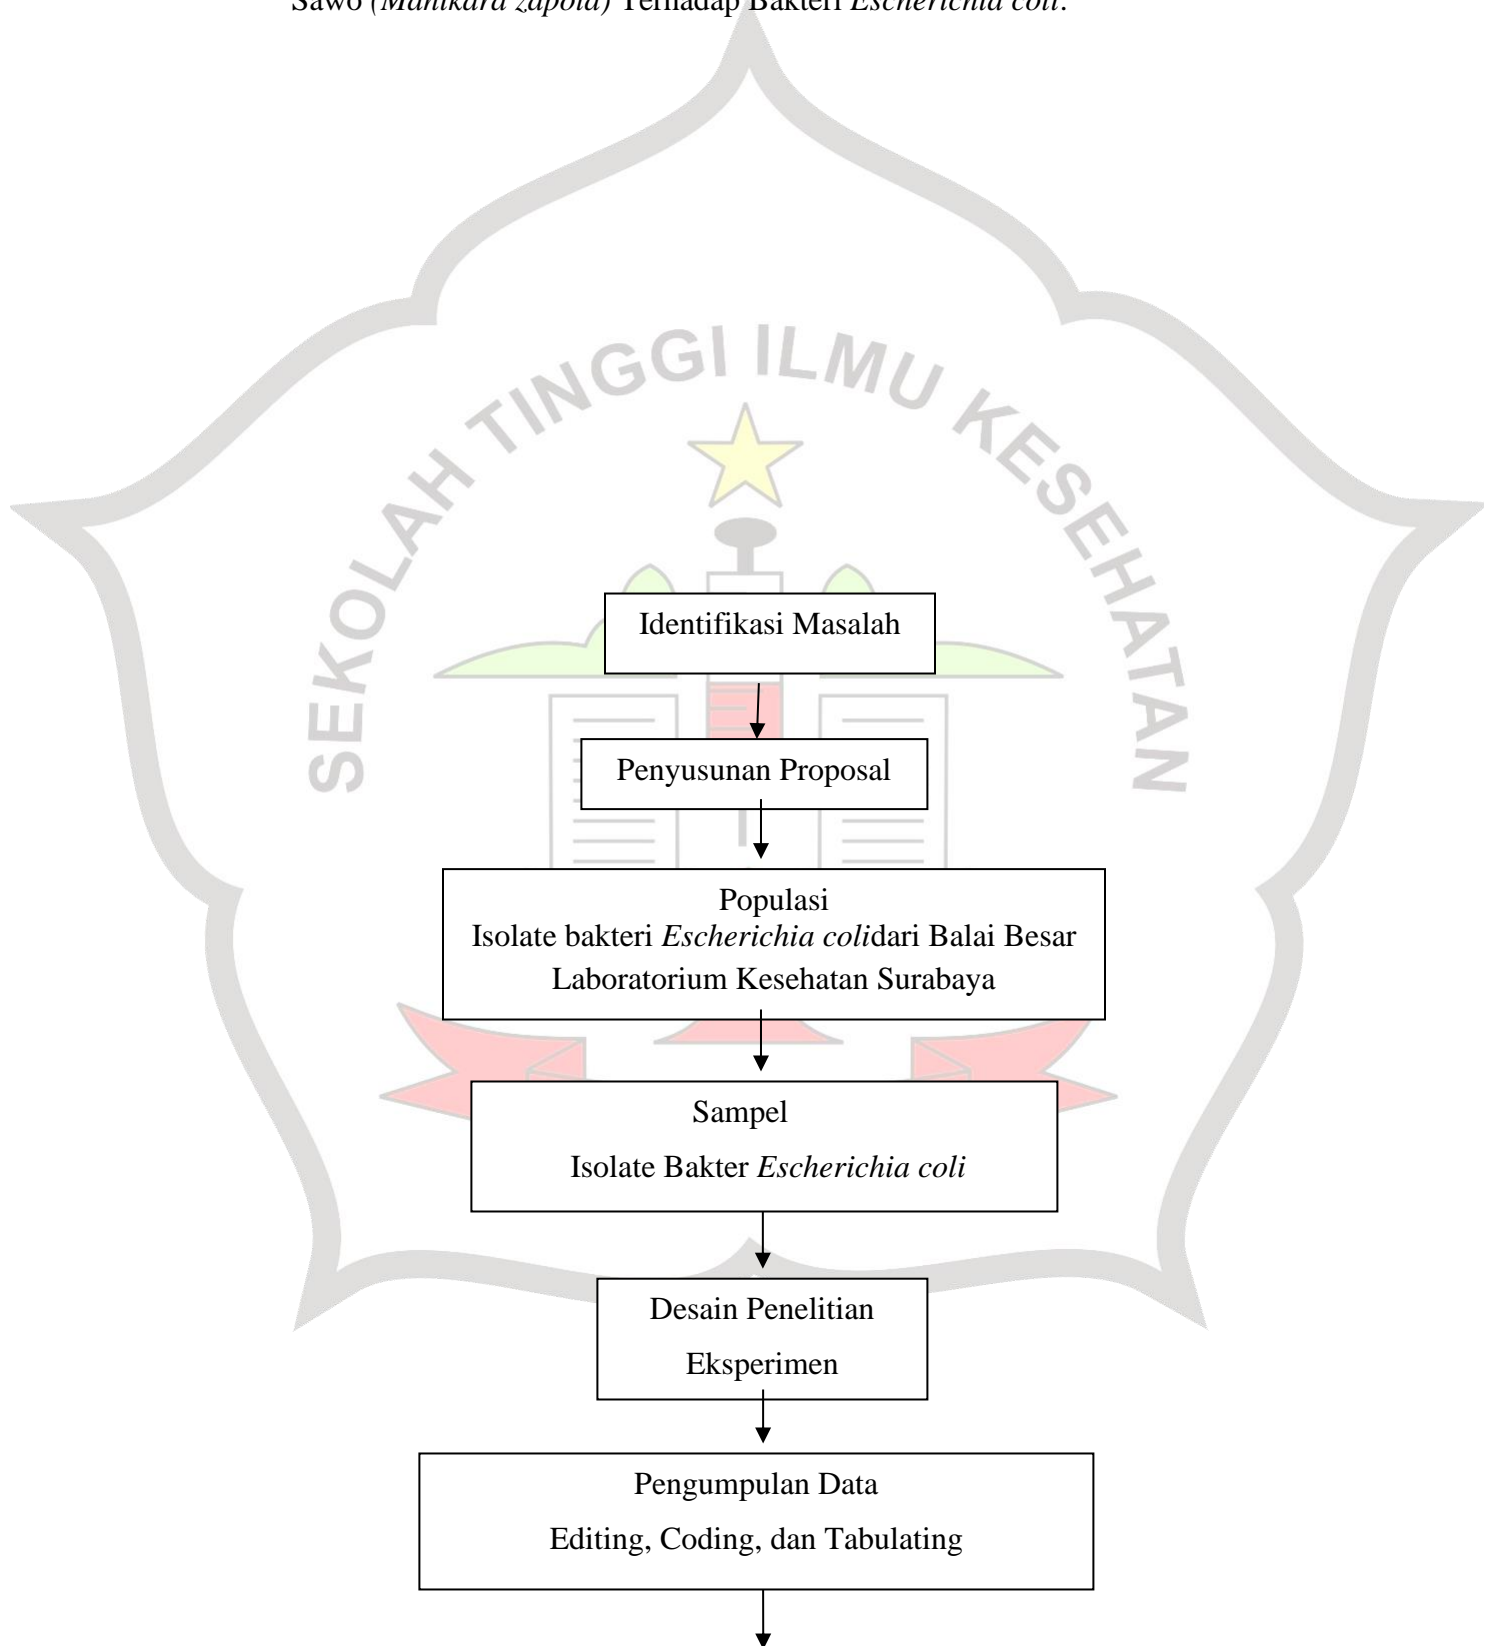 Sawo (Manikara zapota) Terhadap Bakteri Escherichia coli.
SEKOLAH TINGGI ILMU KESEHATAN
Identifikasi Masalah
Penyusunan Proposal
Populasi
Isolate bakteri Escherichia colidari Balai Besar
Laboratorium Kesehatan Surabaya
Sampel
Isolate Bakter Escherichia coli
Desain Penelitian
Eksperimen
Pengumpulan Data
Editing, Coding, dan Tabulating